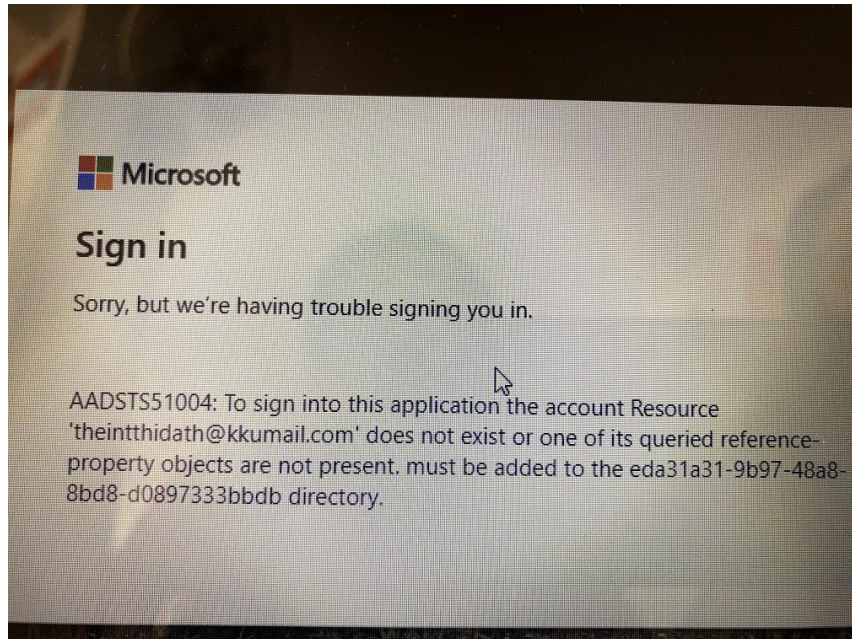 Microsoft
Sign in
Sorry, but we're having trouble signing you in.
AADSTS51004: To sign into this application the account Resource
'theintthidath@kkumail.com' does not exist or one of its queried reference-
property objects are not present. must be added to the eda31a31-9b97-48a8-
8bd8-d0897333bbdb directory.